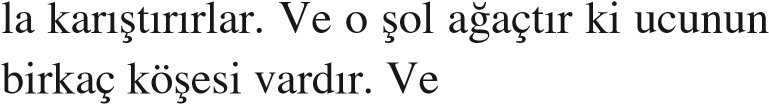 la karıştırırlar. Ve o şol ağaçtır ki ucunun
birkaç köşesi vardır. Ve